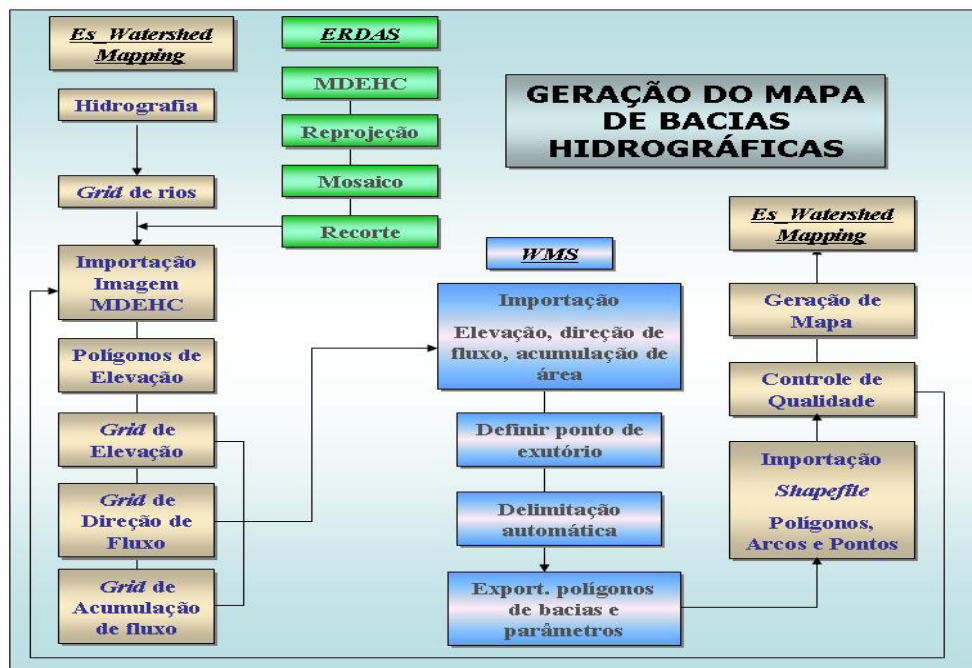 Es_Watershed
Mapping
Hidrografia
Grid de rios
Importação
Imagem
MDEHC
Polígonos de
Elevação
Grid de
Elevação
Grid de
Direção de
Fluxo
Grid de
Acumulação
de fluxo
ERDAS
MDEHC
Reprojeção
Mosaico
Recorte
GERAÇÃO DO MAPA
DE BACIAS
HIDROGRÁFICAS
WMS
Importação
Elevação, direção de
fluxo, acumulação de
área
Definir ponto de
exutório
Delimitação
automática
Export. polígonos
de bacias e
parâmetros
Es_Watershed
Mapping
Geração de
Mapa
Controle de
Qualidade
Importação
Shapefile
Polígonos,
Arcos e Pontos